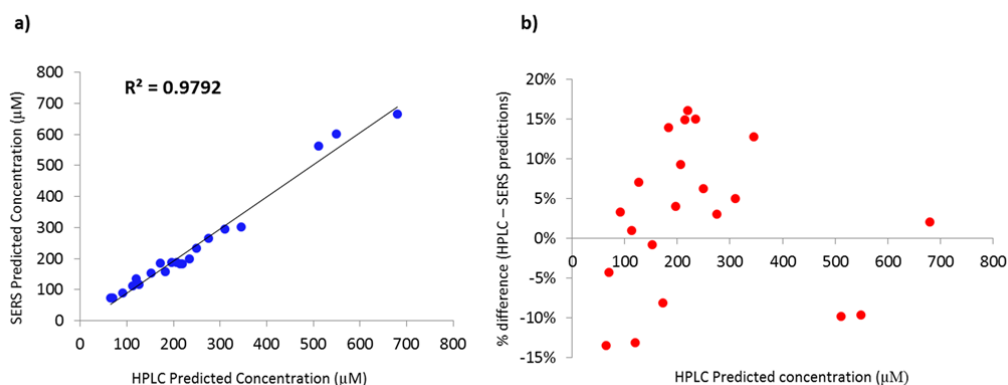 a)
R² = 0.9792
SERS Predicted Concentration (µM)
800
700
600
500
400
300
200
100
0
0 100 200 300 400 500 600 700 800
HPLC Predicted Concentration (µM)
b)
% difference (HPLC – SERS predictions)
20%
15%
10%
5%
0%
-5%
-10%
-15%
0 100 200 300 400 500 600 700 800
HPLC Predicted concentration (µM)